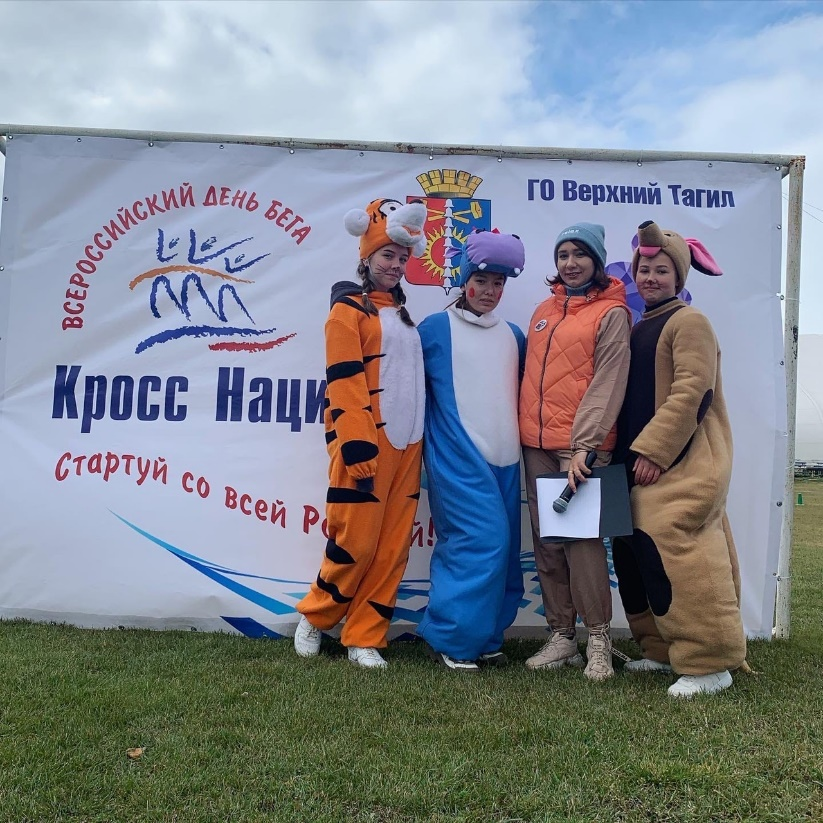 ВСЕРОССИЙСКИЙ ДЕНЬ БЕГА
ГО Верхний Тагил
Кросс Наци
Стартуй со всей Р й!